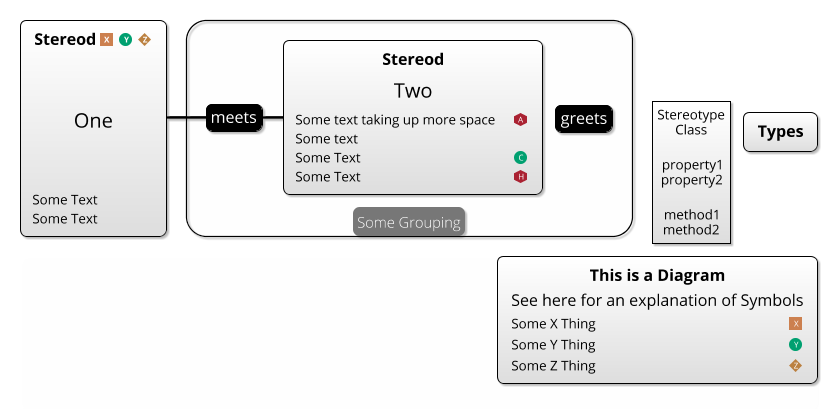 Stereod X Y Z
One
Some Text
Some Text
meets
Stereod
Two
Some text taking up more space A
Some text
Some Text C
Some Text H
greets
Some Grouping
Stereotype
Class
property1
property2
method1
method2
Types
This is a Diagram
See here for an explanation of Symbols
Some X Thing X
Some Y Thing Y
Some Z Thing Z